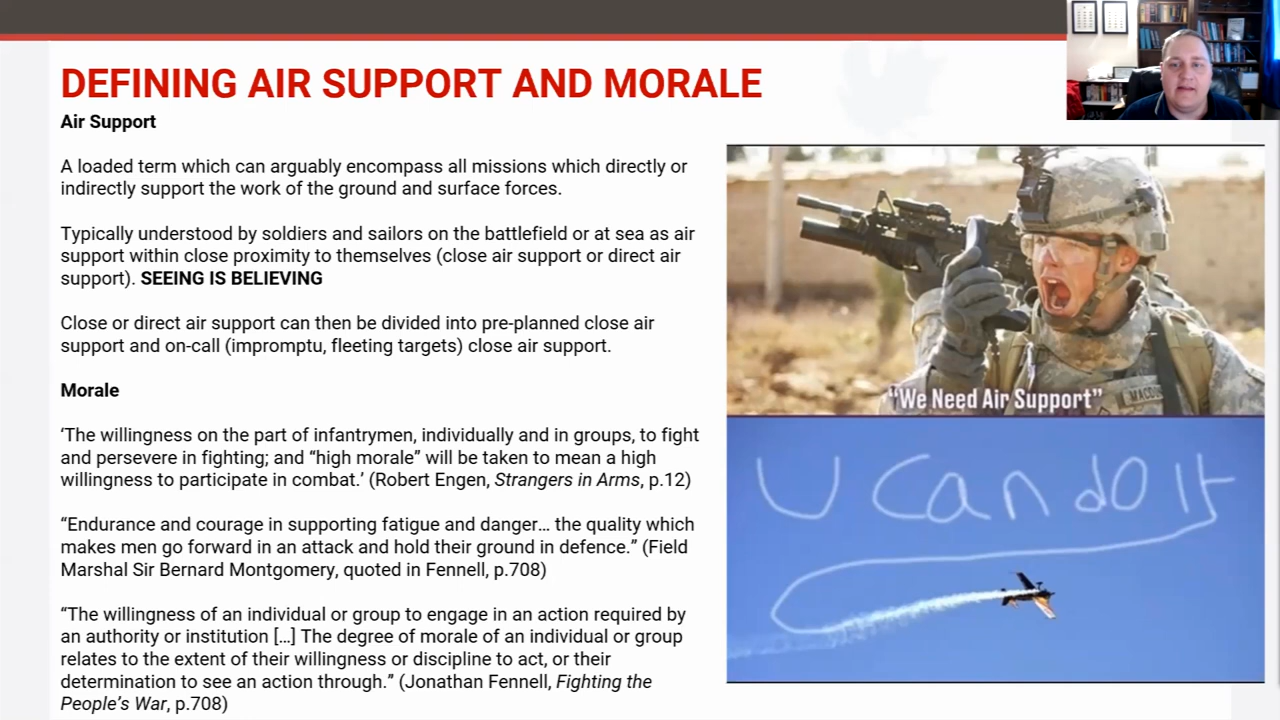 DEFINING AIR SUPPORT AND MORALE
Air Support
A loaded term which can arguably encompass all missions which directly or
indirectly support the work of the ground and surface forces.
Typically understood by soldiers and sailors on the battlefield or at sea as air
support within close proximity to themselves (close air support or direct air
support). SEEING IS BELIEVING
Close or direct air support can then be divided into pre-planned close air
support and on-call (impromptu, fleeting targets) close air support.
Morale
‘The willingness on the part of infantrymen, individually and in groups, to fight
and persevere in fighting; and “high morale” will be taken to mean a high
willingness to participate in combat.’ (Robert Engen, Strangers in Arms, p.12)
“Endurance and courage in supporting fatigue and danger… the quality which
makes men go forward in an attack and hold their ground in defence.” (Field
Marshal Sir Bernard Montgomery, quoted in Fennell, p.708)
“The willingness of an individual or group to engage in an action required by
an authority or institution […] The degree of morale of an individual or group
relates to the extent of their willingness or discipline to act, or their
determination to see an action through.” (Jonathan Fennell, Fighting the
People’s War, p.708)
“We Need Air Support”
U Can dO It